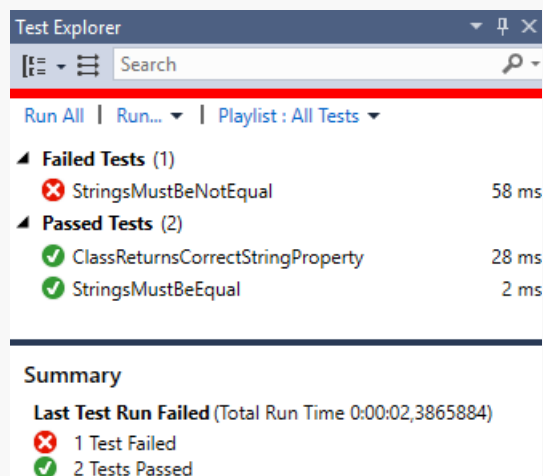 Test Explorer
Search
Run All | Run... | Playlist : All Tests
Failed Tests (1)
StringsMustBeNotEqual 58 ms
Passed Tests (2)
ClassReturnsCorrectStringProperty 28 ms
StringsMustBeEqual 2 ms
Summary
Last Test Run Failed (Total Run Time 0:00:02,3865884)
1 Test Failed
2 Tests Passed